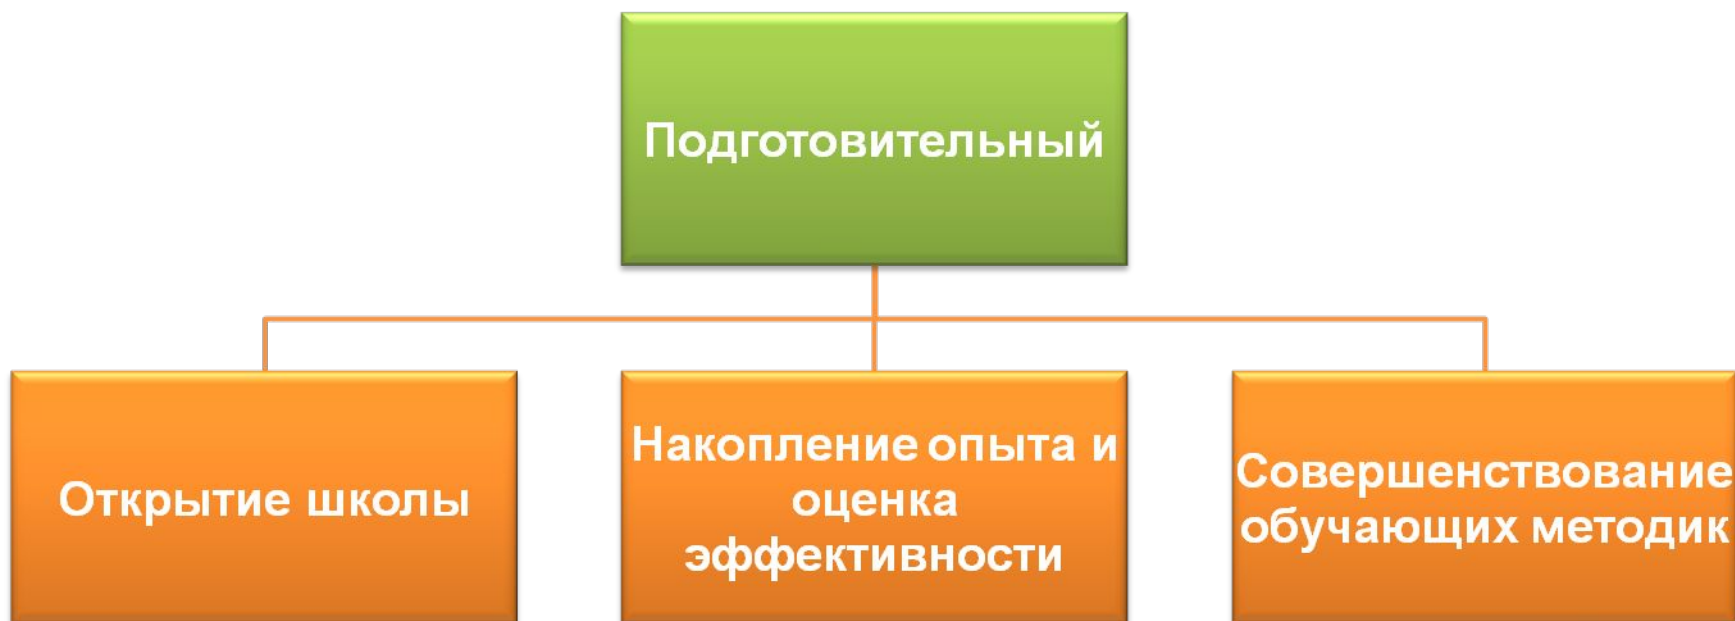 Подготовительный
Открытие школы
Накопление опыта и
оценка
эффективности
Совершенствование
обучающих методик